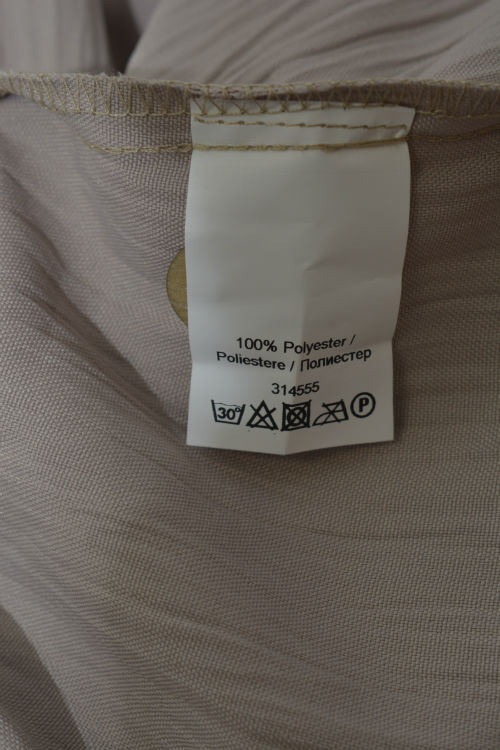 100% Polyester /
Poliestere / Полиестер
314555
30°
P